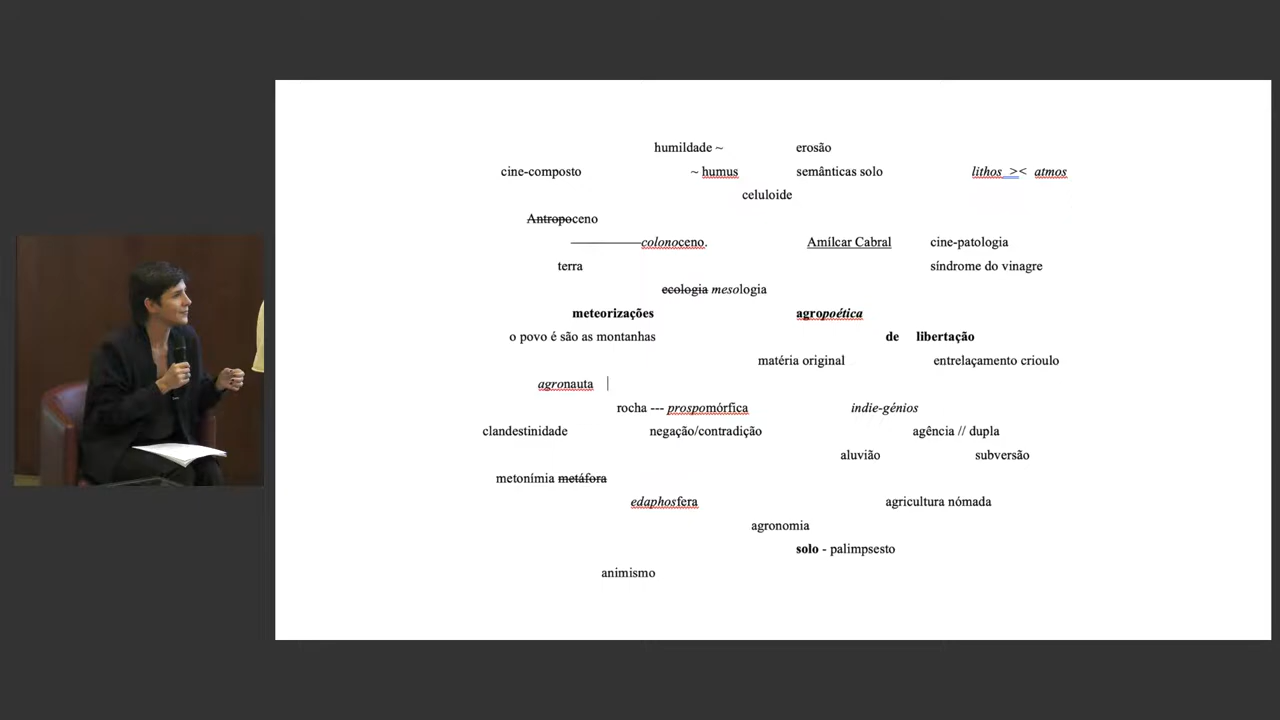 humildade ~ erosão
cine-composto ~ humus semânticas solo lithos >< atmos
celuloide
Antropoceno
—————colonoceno. Amílcar Cabral cine-patologia
terra síndrome do vinagre
ecologia mesologia
meteorizações agropoética
o povo é são as montanhas de libertação
matéria original entrelaçamento crioulo
agronauta
rocha --- prospomórfica indie-génios
clandestinidade negação/contradição agência // dupla
aluvião subversão
metonímia metáfora
edaphosfera agricultura nómada
agronomia
solo - palimpsesto
animismo